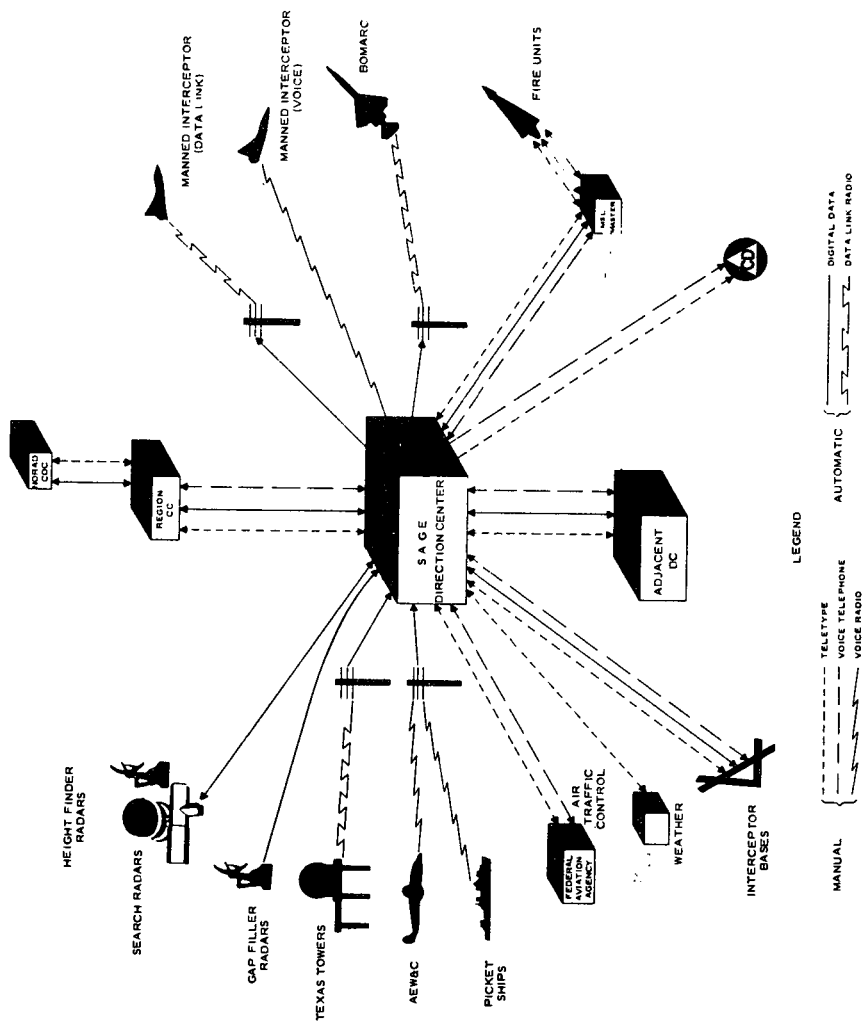 NORAD
COC
REGION
CC
MANNED INTERCEPTOR
(DATA LINK)
MANNED INTERCEPTOR
(VOICE)
BOMARC
FIRE UNITS
MSL
MASTER
CD
HEIGHT FINDER
RADARS
SEARCH RADARS
GAP FILLER
RADARS
TEXAS TOWERS
AEW&C
PICKET
SHIPS
FEDERAL
AVIATION
AGENCY
AIR
TRAFFIC
CONTROL
WEATHER
INTERCEPTOR
BASES
SAGE
DIRECTION CENTER
ADJACENT
DC
LEGEND
MANUAL
TELETYPE
VOICE TELEPHONE
VOICE RADIO
AUTOMATIC
DIGITAL DATA
DATA LINK RADIO